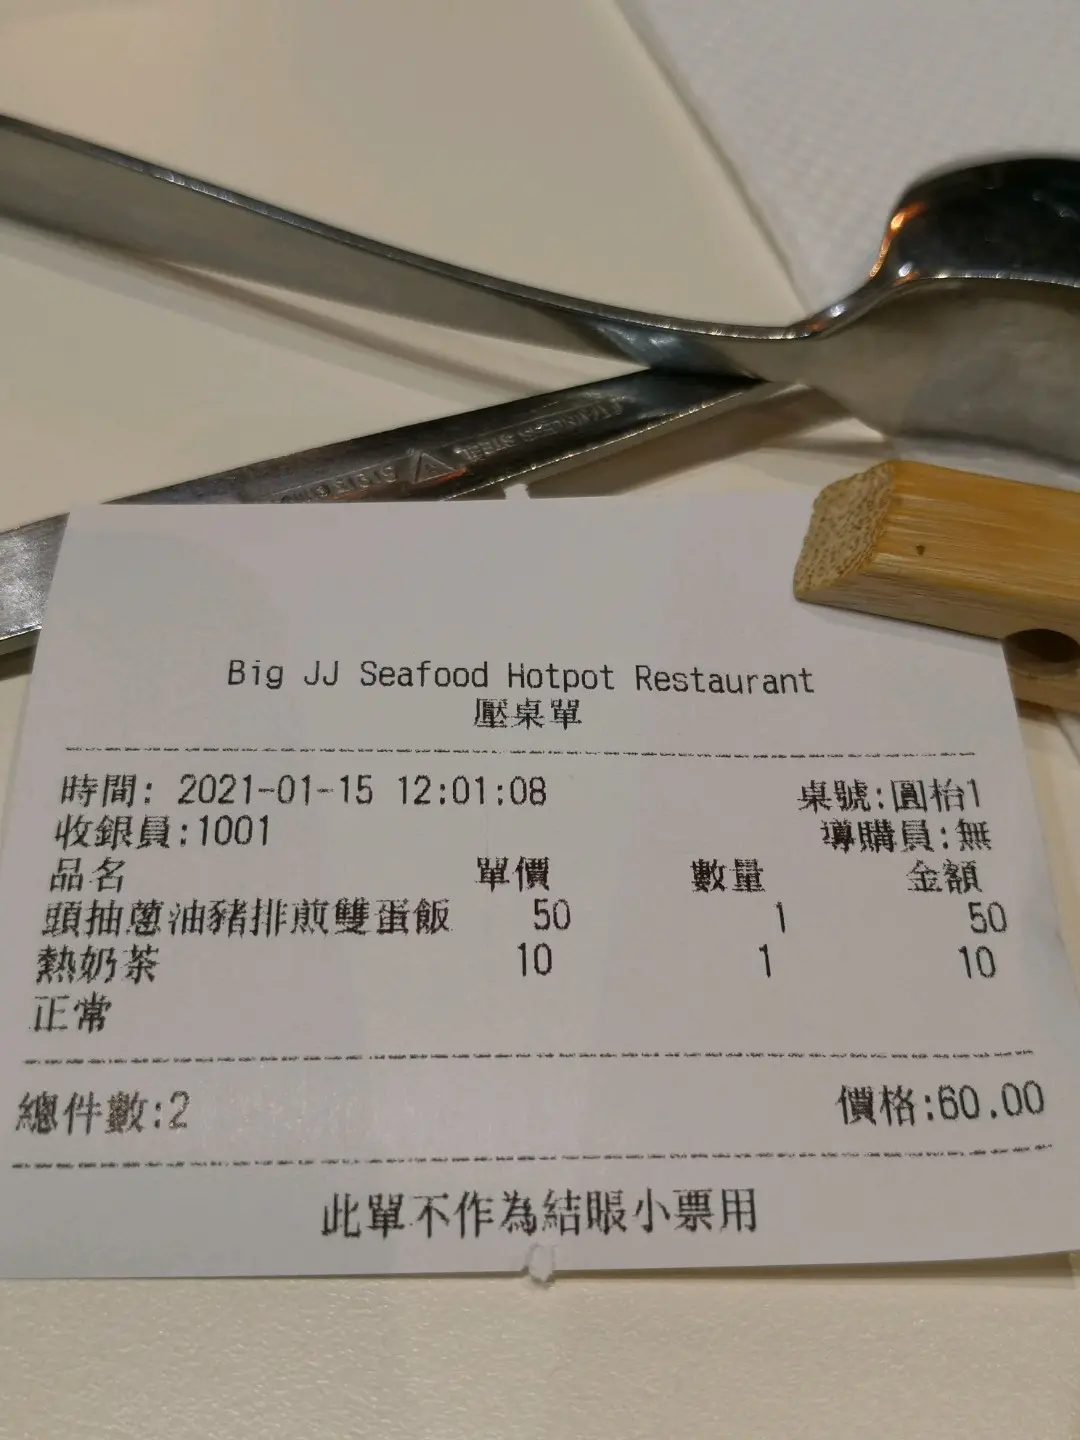 STAINLESS STEEL
Big JJ Seafood Hotpot Restaurant
壓桌單
時間: 2021-01-15 12:01:08 桌號:圓枱1
收銀員:1001 導購員:無
品名 單價 數量 金額
頭抽蔥油豬排煎雙蛋飯 50 1 50
熱奶茶 10 1 10
正常
總件數:2 價格:60.00
此單不作為結賬小票用